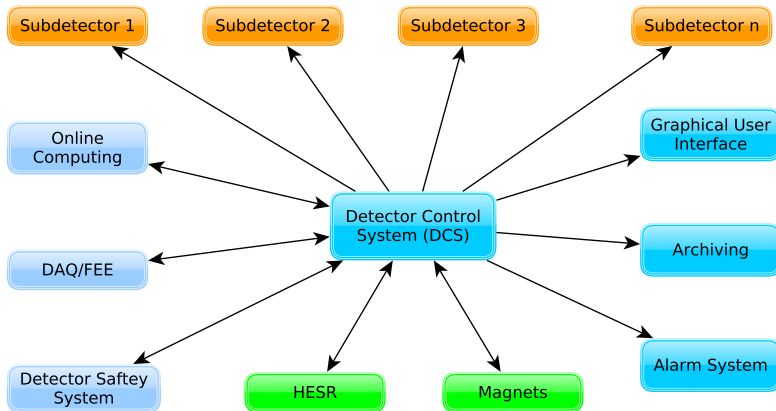 Subdetector 1
Subdetector 2
Subdetector 3
Subdetector n
Online
Computing
Graphical User
Interface
Detector Control
System (DCS)
DAQ/FEE
Archiving
Detector Saftey
System
HESR
Magnets
Alarm System